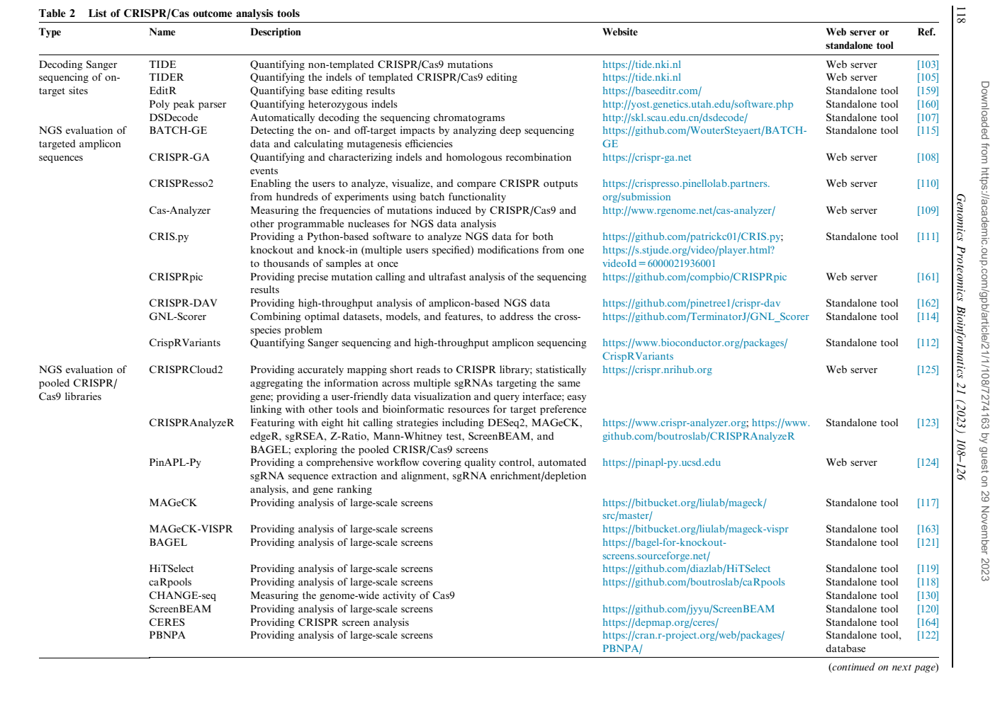 Table 2 List of CRISPR/Cas outcome analysis tools
Type Name Description Website Web server or Ref.
standalone tool
Decoding Sanger TIDE Quantifying non-templated CRISPR/Cas9 mutations https://tide.nki.nl Web server [103]
sequencing of on- TIDER Quantifying the indels of templated CRISPR/Cas9 editing https://tide.nki.nl Web server [105]
target sites EditR Quantifying base editing results https://baseeditr.com/ Standalone tool [159]
Poly peak parser Quantifying heterozygous indels http://yost.genetics.utah.edu/software.php Standalone tool [160]
DSDecode Automatically decoding the sequencing chromatograms http://skl.scau.edu.cn/dsdecode/ Standalone tool [107]
NGS evaluation of BATCH-GE Detecting the on- and off-target impacts by analyzing deep sequencing https://github.com/WouterSteyaert/BATCH- Standalone tool [115]
targeted amplicon data and calculating mutagenesis efficiencies GE
sequences CRISPR-GA Quantifying and characterizing indels and homologous recombination https://crispr-ga.net Web server [108]
events
CRISPResso2 Enabling the users to analyze, visualize, and compare CRISPR outputs https://crispresso.pinellolab.partners. Web server [110]
from hundreds of experiments using batch functionality org/submission
Cas-Analyzer Measuring the frequencies of mutations induced by CRISPR/Cas9 and http://www.rgenome.net/cas-analyzer/ Web server [109]
other programmable nucleases for NGS data analysis
CRIS.py Providing a Python-based software to analyze NGS data for both https://github.com/patrickc01/CRIS.py; Standalone tool [111]
knockout and knock-in (multiple users specified) modifications from one https://s.stjude.org/video/player.html?
to thousands of samples at once videoId=6000021936001
CRISPRpic Providing precise mutation calling and ultrafast analysis of the sequencing https://github.com/compbio/CRISPRpic Web server [161]
results
CRISPR-DAV Providing high-throughput analysis of amplicon-based NGS data https://github.com/pinetree1/crispr-dav Standalone tool [162]
GNL-Scorer Combining optimal datasets, models, and features, to address the cross- https://github.com/TerminatorJ/GNL_Scorer Standalone tool [114]
species problem
CrispRVariants Quantifying Sanger sequencing and high-throughput amplicon sequencing https://www.bioconductor.org/packages/ Standalone tool [112]
CrispRVariants
NGS evaluation of CRISPRCloud2 Providing accurately mapping short reads to CRISPR library; statistically https://crispr.nrihub.org Web server [125]
pooled CRISPR/ aggregating the information across multiple sgRNAs targeting the same
Cas9 libraries gene; providing a user-friendly data visualization and query interface; easy
linking with other tools and bioinformatic resources for target preference
CRISPRAnalyzeR Featuring with eight hit calling strategies including DESeq2, MAGeCK, https://www.crispr-analyzer.org; https://www. Standalone tool [123]
edgeR, sgRSEA, Z-Ratio, Mann-Whitney test, ScreenBEAM, and github.com/boutroslab/CRISPRAnalyzeR
BAGEL; exploring the pooled CRISR/Cas9 screens
PinAPL-Py Providing a comprehensive workflow covering quality control, automated https://pinapl-py.ucsd.edu Web server [124]
sgRNA sequence extraction and alignment, sgRNA enrichment/depletion
analysis, and gene ranking
MAGeCK Providing analysis of large-scale screens https://bitbucket.org/liulab/mageck/ Standalone tool [117]
src/master/
MAGeCK-VISPR Providing analysis of large-scale screens https://bitbucket.org/liulab/mageck-vispr Standalone tool [163]
BAGEL Providing analysis of large-scale screens https://bagel-for-knockout- Standalone tool [121]
screens.sourceforge.net/
HiTSelect Providing analysis of large-scale screens https://github.com/diazlab/HiTSelect Standalone tool [119]
caRpools Providing analysis of large-scale screens https://github.com/boutroslab/caRpools Standalone tool [118]
CHANGE-seq Measuring the genome-wide activity of Cas9 Standalone tool [130]
ScreenBEAM Providing analysis of large-scale screens https://github.com/jyyu/ScreenBEAM Standalone tool [120]
CERES Providing CRISPR screen analysis https://depmap.org/ceres/ Standalone tool [164]
PBNPA Providing analysis of large-scale screens https://cran.r-project.org/web/packages/ Standalone tool, [122]
PBNPA/ database
(continued on next page)
118
Genomics Proteomics Bioinformatics 21 (2023) 108–126
Downloaded from https://academic.oup.com/gpb/article/21/1/108/7274163 by guest on 29 November 2023